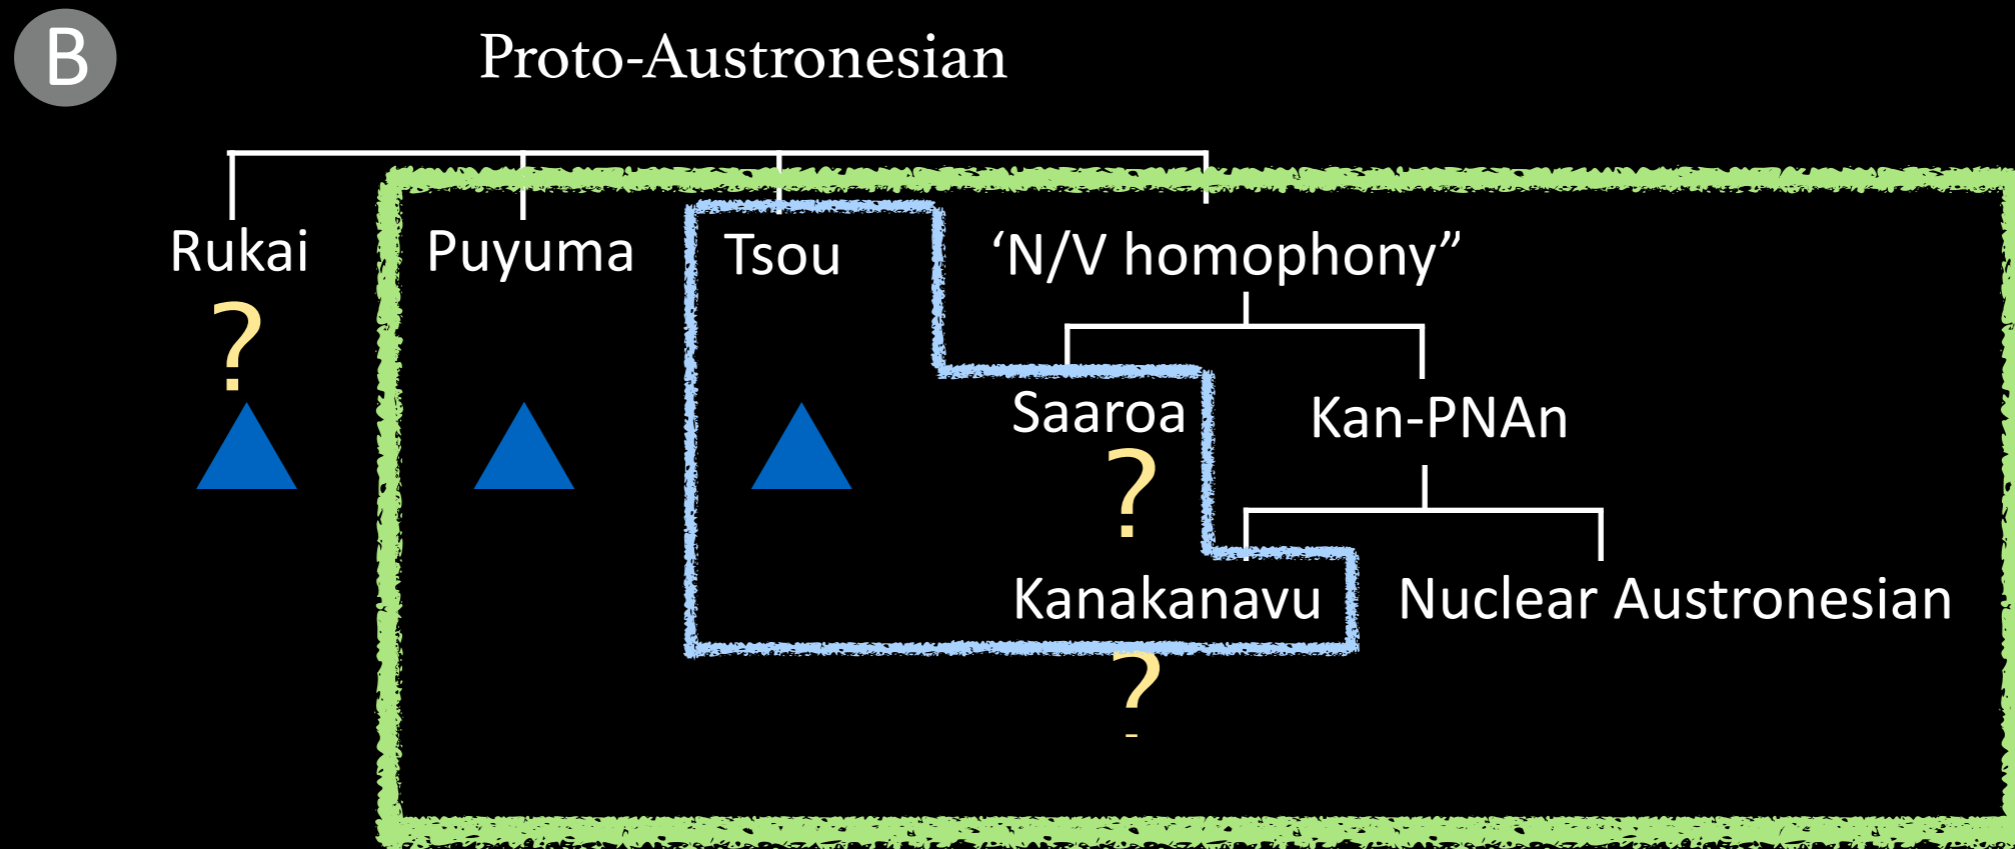 B
Proto-Austronesian
Rukai Puyuma Tsou ‘N/V homophony”
?
Saaroa Kan-PNAn
?
Kanakanavu Nuclear Austronesian
?